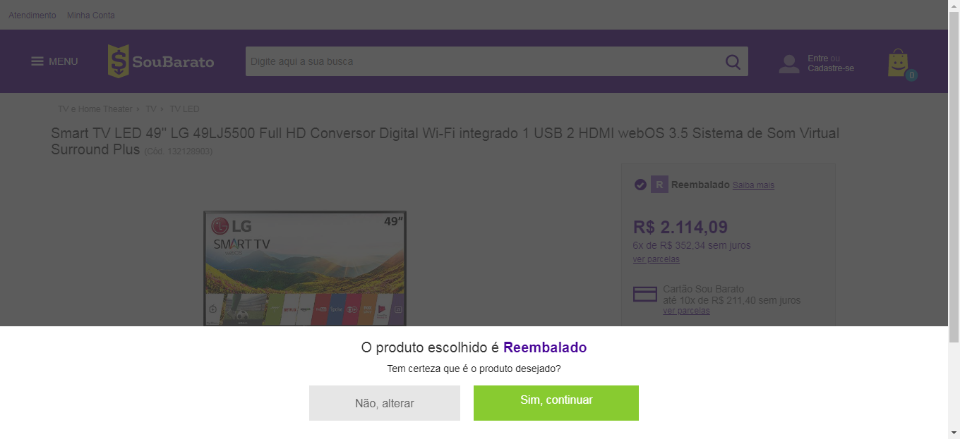 Atendimento Minha Conta
MENU
SouBarato
Digite aqui a sua busca
Entre ou
Cadastre-se
0
TV e Home Theater TV TV LED
Smart TV LED 49" LG 49LJ5500 Full HD Conversor Digital Wi-Fi integrado 1 USB 2 HDMI webOS 3.5 Sistema de Som Virtual
Surround Plus
R Reembalado Saiba mais
LG
49"
SMART TV
R$ 2.114,09
6x de R$ 352,34 sem juros
ver parcelas
Cartão Sou Barato
até 10x de R$ 211,40 sem juros
ver parcelas
O produto escolhido é Reembalado
Tem certeza que é o produto desejado?
Não, alterar
Sim, continuar